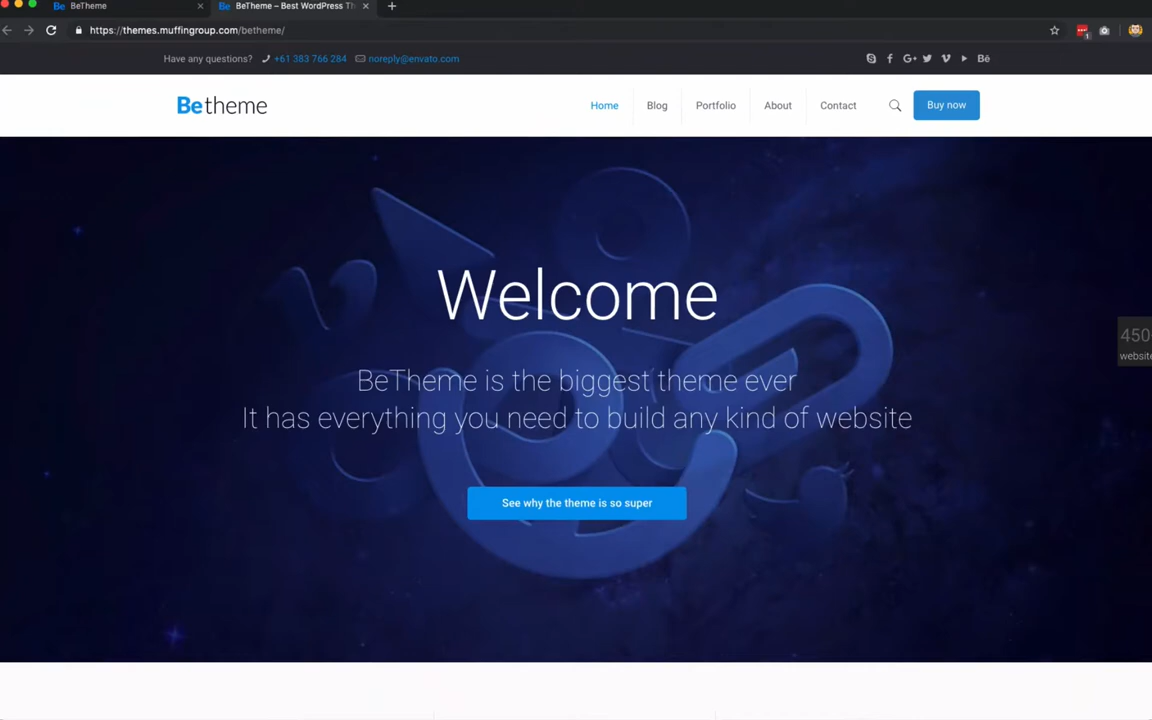 BeTheme
BeTheme – Best WordPress Th
https://themes.muffingroup.com/betheme/
Have any questions? +61 383 766 284 noreply@envato.com
Betheme
Home Blog Portfolio About Contact Buy now
450
website
Welcome
BeTheme is the biggest theme ever
It has everything you need to build any kind of website
See why the theme is so super